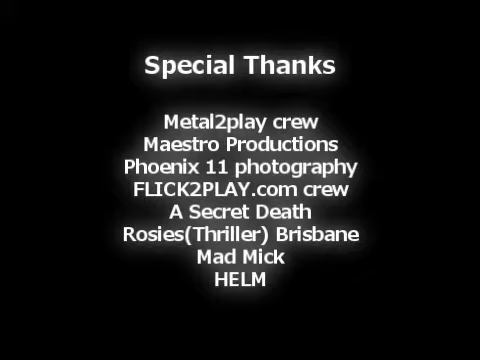 Special Thanks
Metal2play crew
Maestro Productions
Phoenix 11 photography
FLICK2PLAY.com crew
A Secret Death
Rosies(Thriller) Brisbane
Mad Mick
HELM